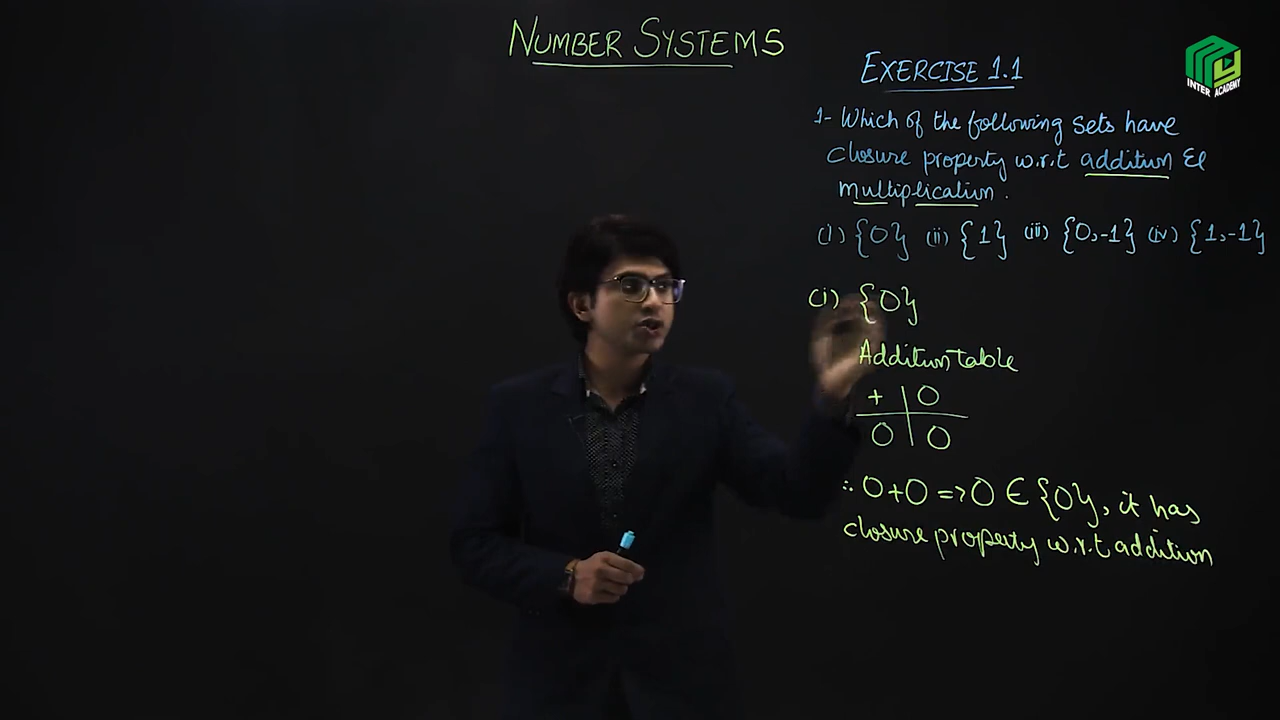 NUMBER SYSTEMS
EXERCISE 1.1
INTER ACADEMY
1- Which of the following sets have
closure property w.r.t addition &
multiplication.
(i) {0} (ii) {1} (iii) {0,-1} (iv) {1,-1}
(i) {0}
Addition table
+ | 0
0 | 0
∴ 0+0 => 0 ∈ {0}, it has
closure property w.r.t addition